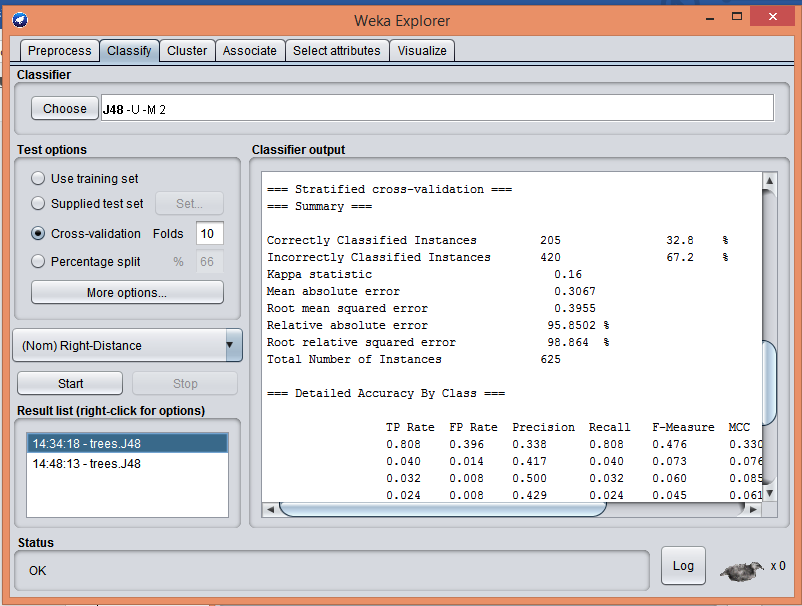 Weka Explorer
Preprocess Classify Cluster Associate Select attributes Visualize
Classifier
Choose J48 -U -M 2
Test options
Use training set
Supplied test set Set...
Cross-validation Folds 10
Percentage split % 66
More options...
(Nom) Right-Distance
Start Stop
Result list (right-click for options)
14:34:18 - trees.J48
14:48:13 - trees.J48
Classifier output
=== Stratified cross-validation ===
=== Summary ===
Correctly Classified Instances 205 32.8 %
Incorrectly Classified Instances 420 67.2 %
Kappa statistic 0.16
Mean absolute error 0.3067
Root mean squared error 0.3955
Relative absolute error 95.8502 %
Root relative squared error 98.864 %
Total Number of Instances 625
=== Detailed Accuracy By Class ===
TP Rate FP Rate Precision Recall F-Measure MCC
0.808 0.396 0.338 0.808 0.476 0.330
0.040 0.014 0.417 0.040 0.073 0.076
0.032 0.008 0.500 0.032 0.060 0.085
0.024 0.008 0.429 0.024 0.045 0.061
Status
OK
Log x 0